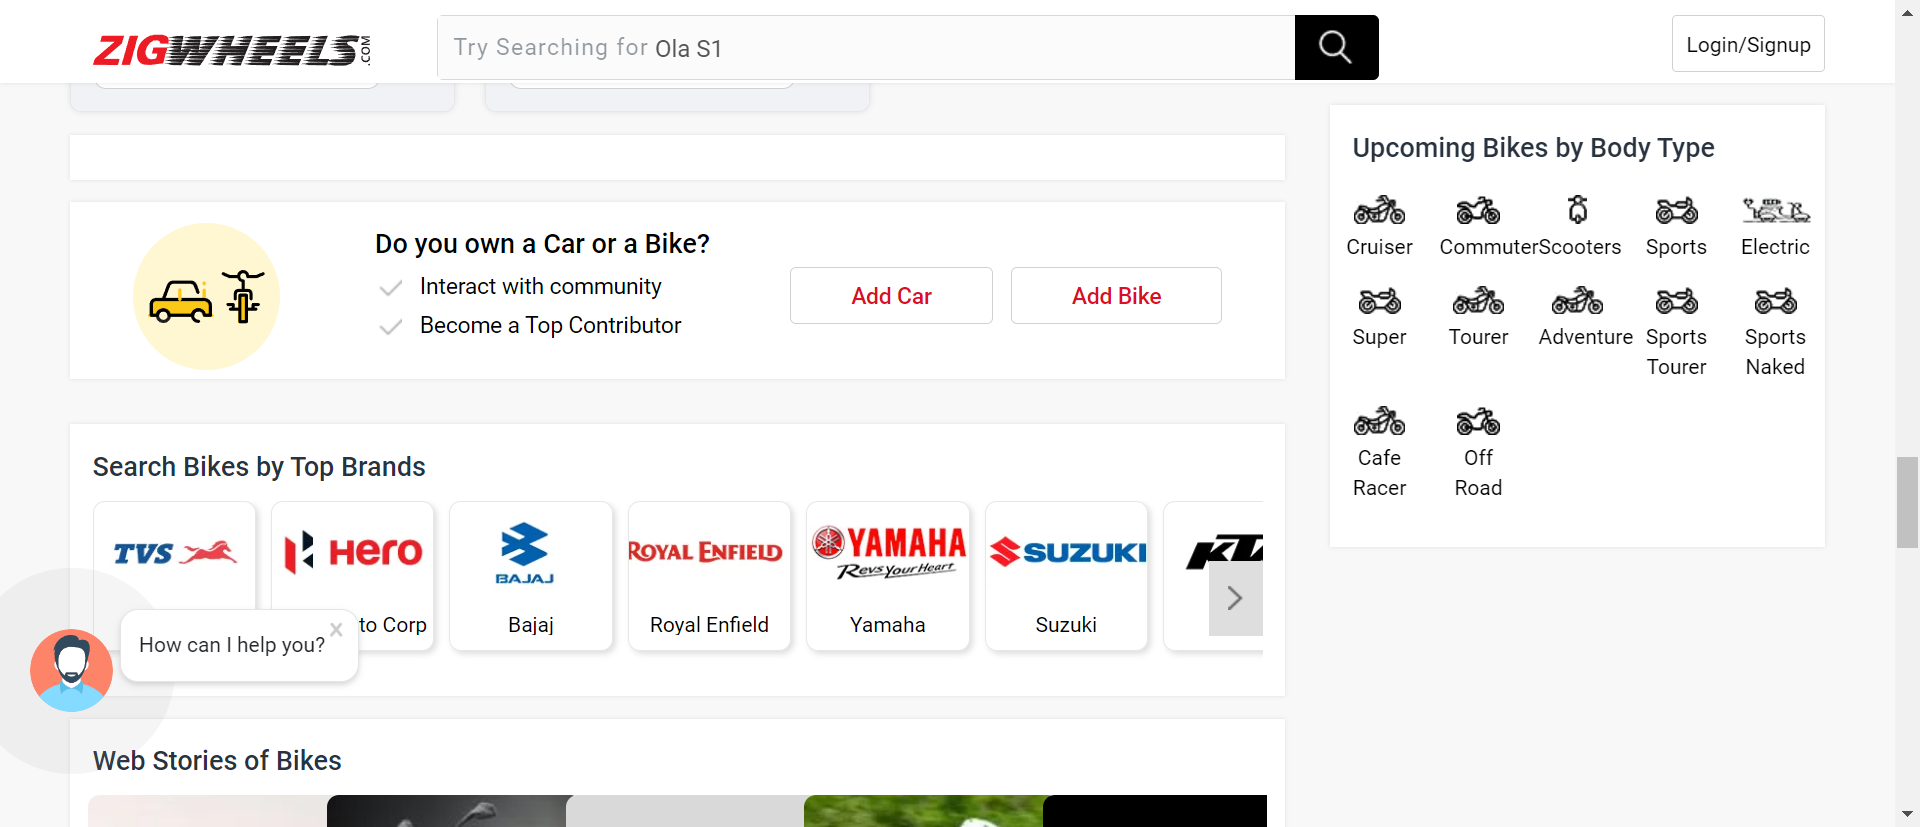 ZIGWHEELS.COM
Try Searching for Ola S1
Login/Signup
Do you own a Car or a Bike?
Interact with community
Become a Top Contributor
Add Car
Add Bike
Search Bikes by Top Brands
TVS
Hero
BAJAJ
ROYAL ENFIELD
YAMAHA
Revs Your Heart
SUZUKI
to Corp
Bajaj
Royal Enfield
Yamaha
Suzuki
How can I help you?
Web Stories of Bikes
Upcoming Bikes by Body Type
Cruiser
Commuter
Scooters
Sports
Electric
Super
Tourer
Adventure
Sports
Tourer
Sports
Naked
Cafe
Racer
Off
Road